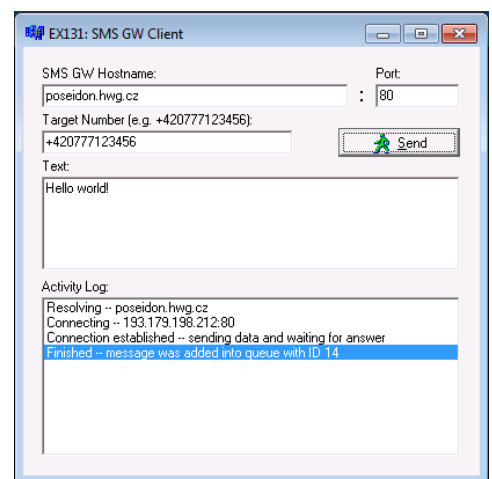 EX131: SMS GW Client
SMS GW Hostname: Port:
poseidon.hwg.cz : 80
Target Number (e.g. +420777123456):
+420777123456 Send
Text:
Hello world!
Activity Log:
Resolving -- poseidon.hwg.cz
Connecting -- 193.179.198.212:80
Connection established -- sending data and waiting for answer
Finished -- message was added into queue with ID 14